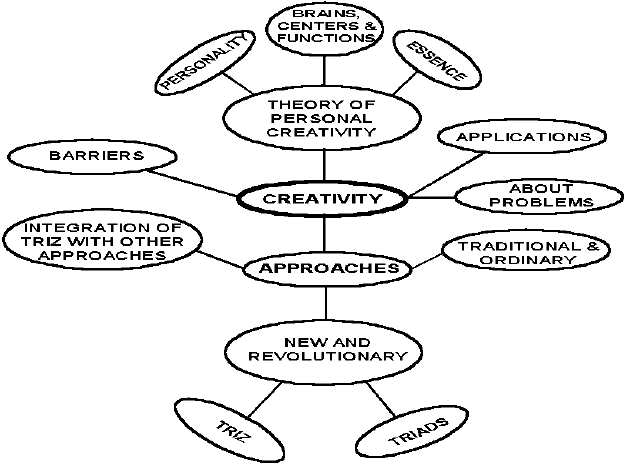 BRAINS,
CENTERS &
FUNCTIONS
PERSONALITY
ESSENCE
THEORY OF
PERSONAL
CREATIVITY
APPLICATIONS
BARRIERS
CREATIVITY
ABOUT
PROBLEMS
INTEGRATION OF
TRIZ WITH OTHER
APPROACHES
TRADITIONAL &
ORDINARY
APPROACHES
NEW AND
REVOLUTIONARY
TRIZ
TRIADS